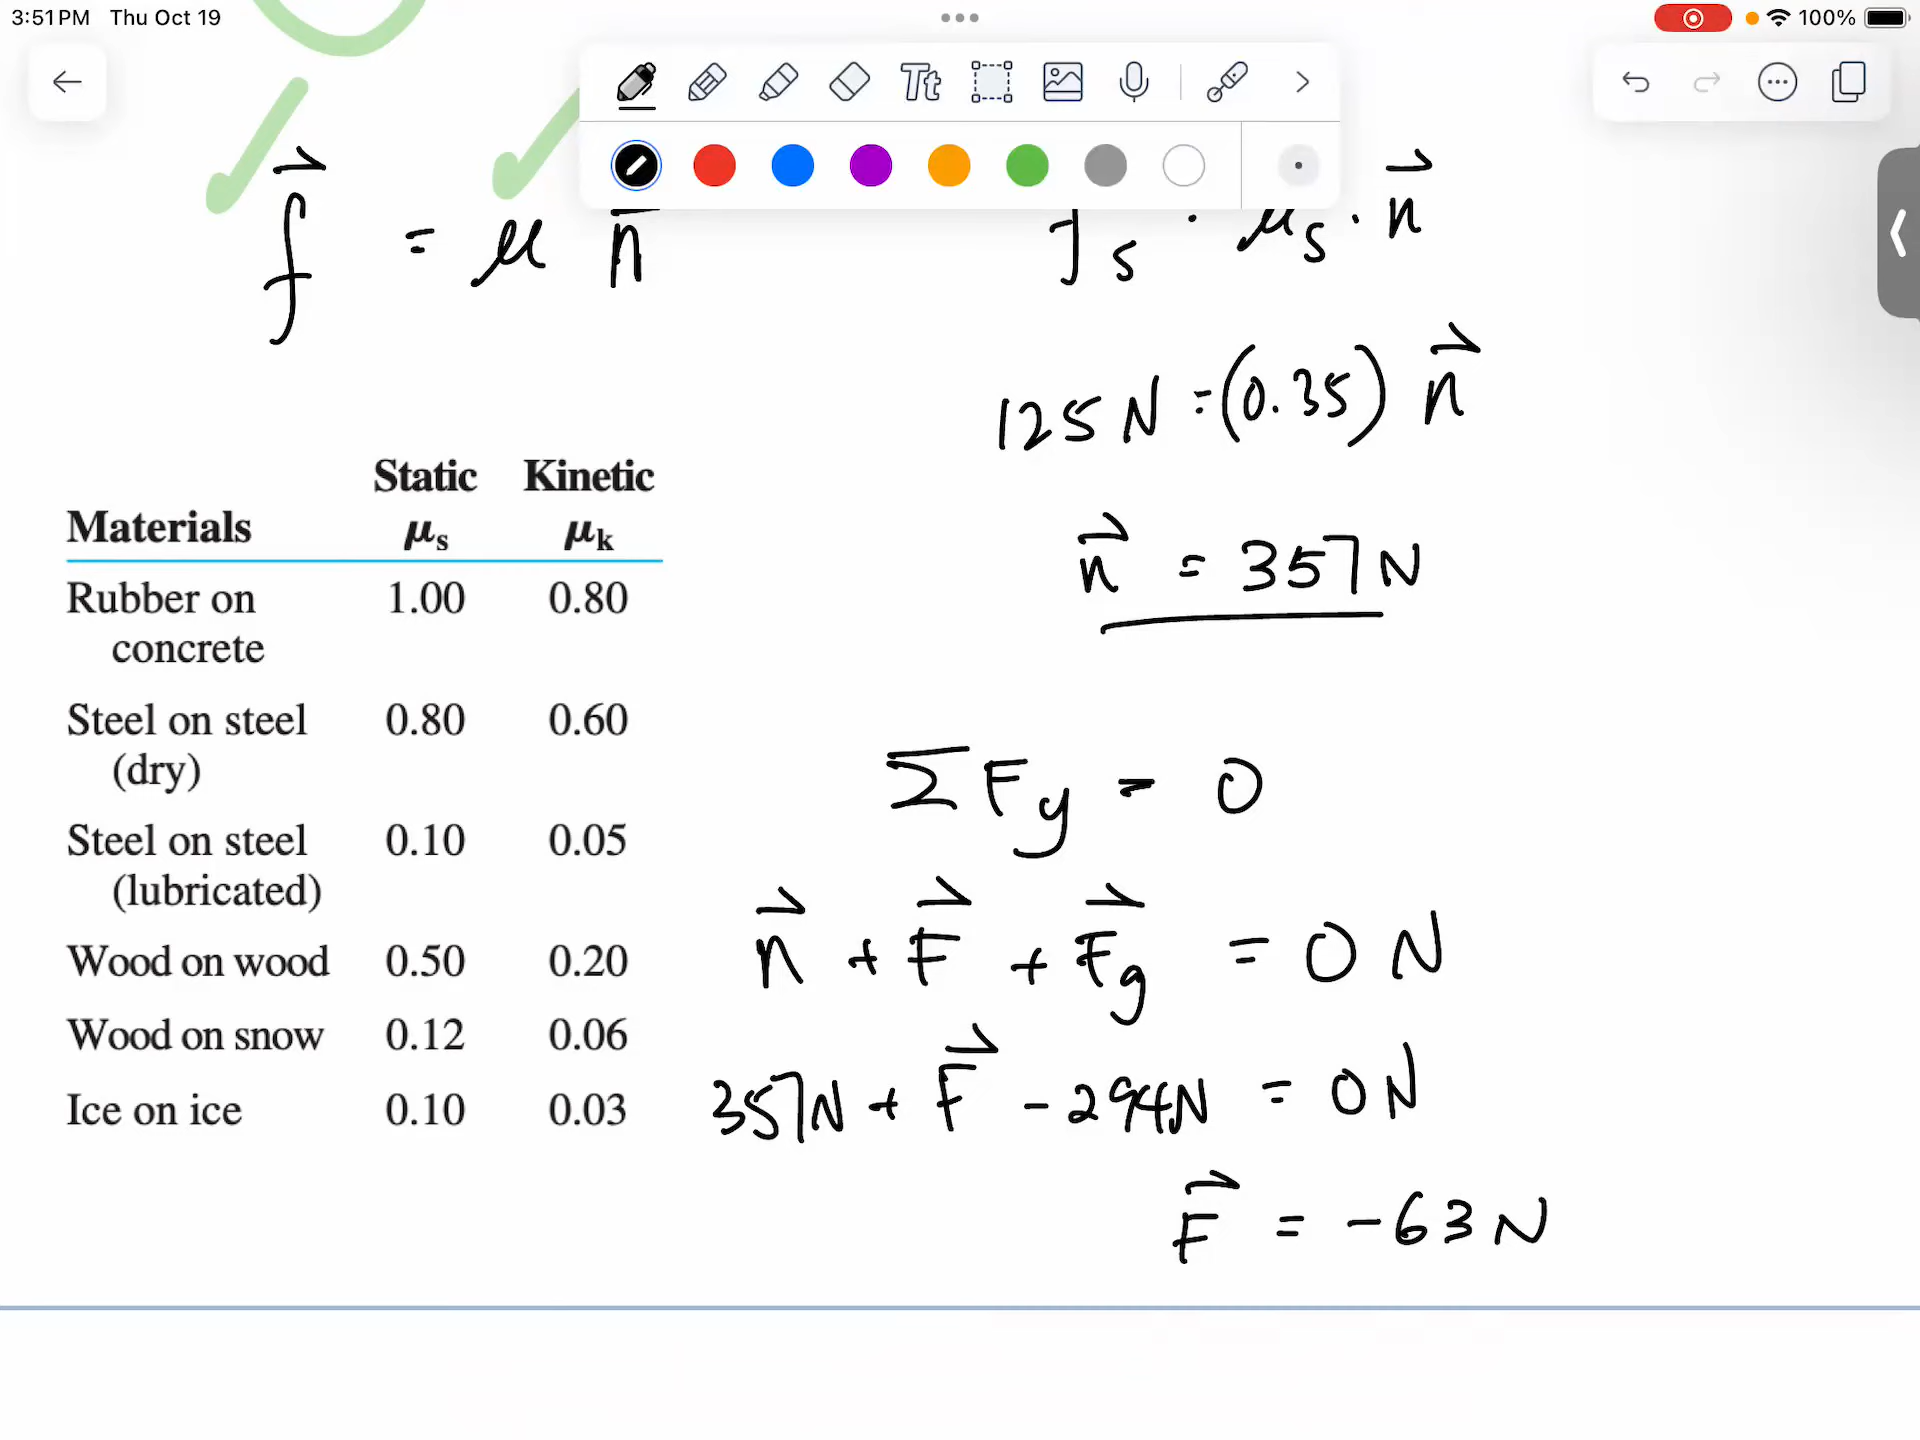 3:51 PM Thu Oct 19
100%
Tt
f⃗ = μ n⃗
s = μs · n⃗
125 N = (0.35) n⃗
n⃗ = 357 N
Static Kinetic
Materials μs μk
Rubber on concrete 1.00 0.80
Steel on steel (dry) 0.80 0.60
Steel on steel (lubricated) 0.10 0.05
Wood on wood 0.50 0.20
Wood on snow 0.12 0.06
Ice on ice 0.10 0.03
ΣFy = 0
n⃗ + F⃗ + F⃗g = 0 N
357N + F⃗ - 294N = 0N
F⃗ = -63 N